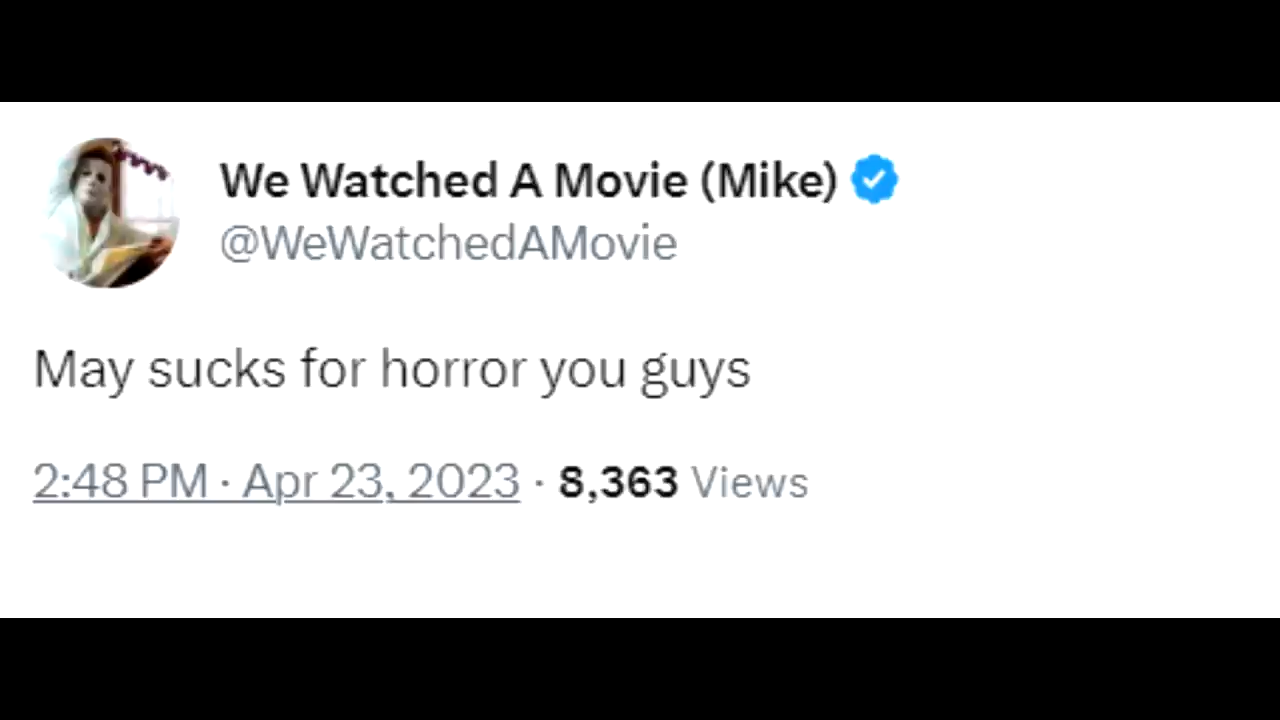 We Watched A Movie (Mike)
@WeWatchedAMovie
May sucks for horror you guys
2:48 PM · Apr 23, 2023 · 8,363 Views